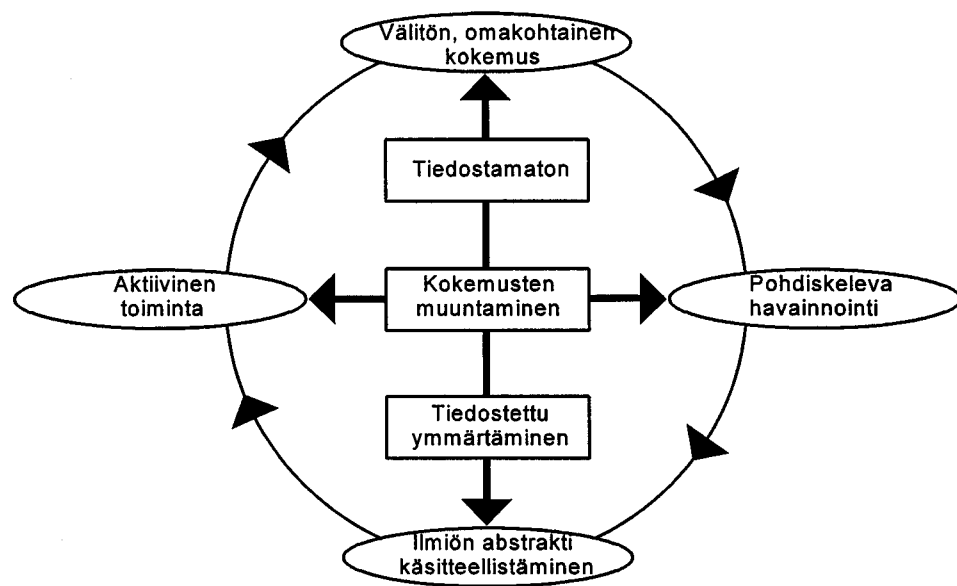 Välitön, omakohtainen
kokemus
Tiedostamaton
Aktiivinen
toiminta
Kokemusten
muuntaminen
Pohdiskeleva
havainnointi
Tiedostettu
ymmärtäminen
Ilmiön abstrakti
käsitteellistäminen